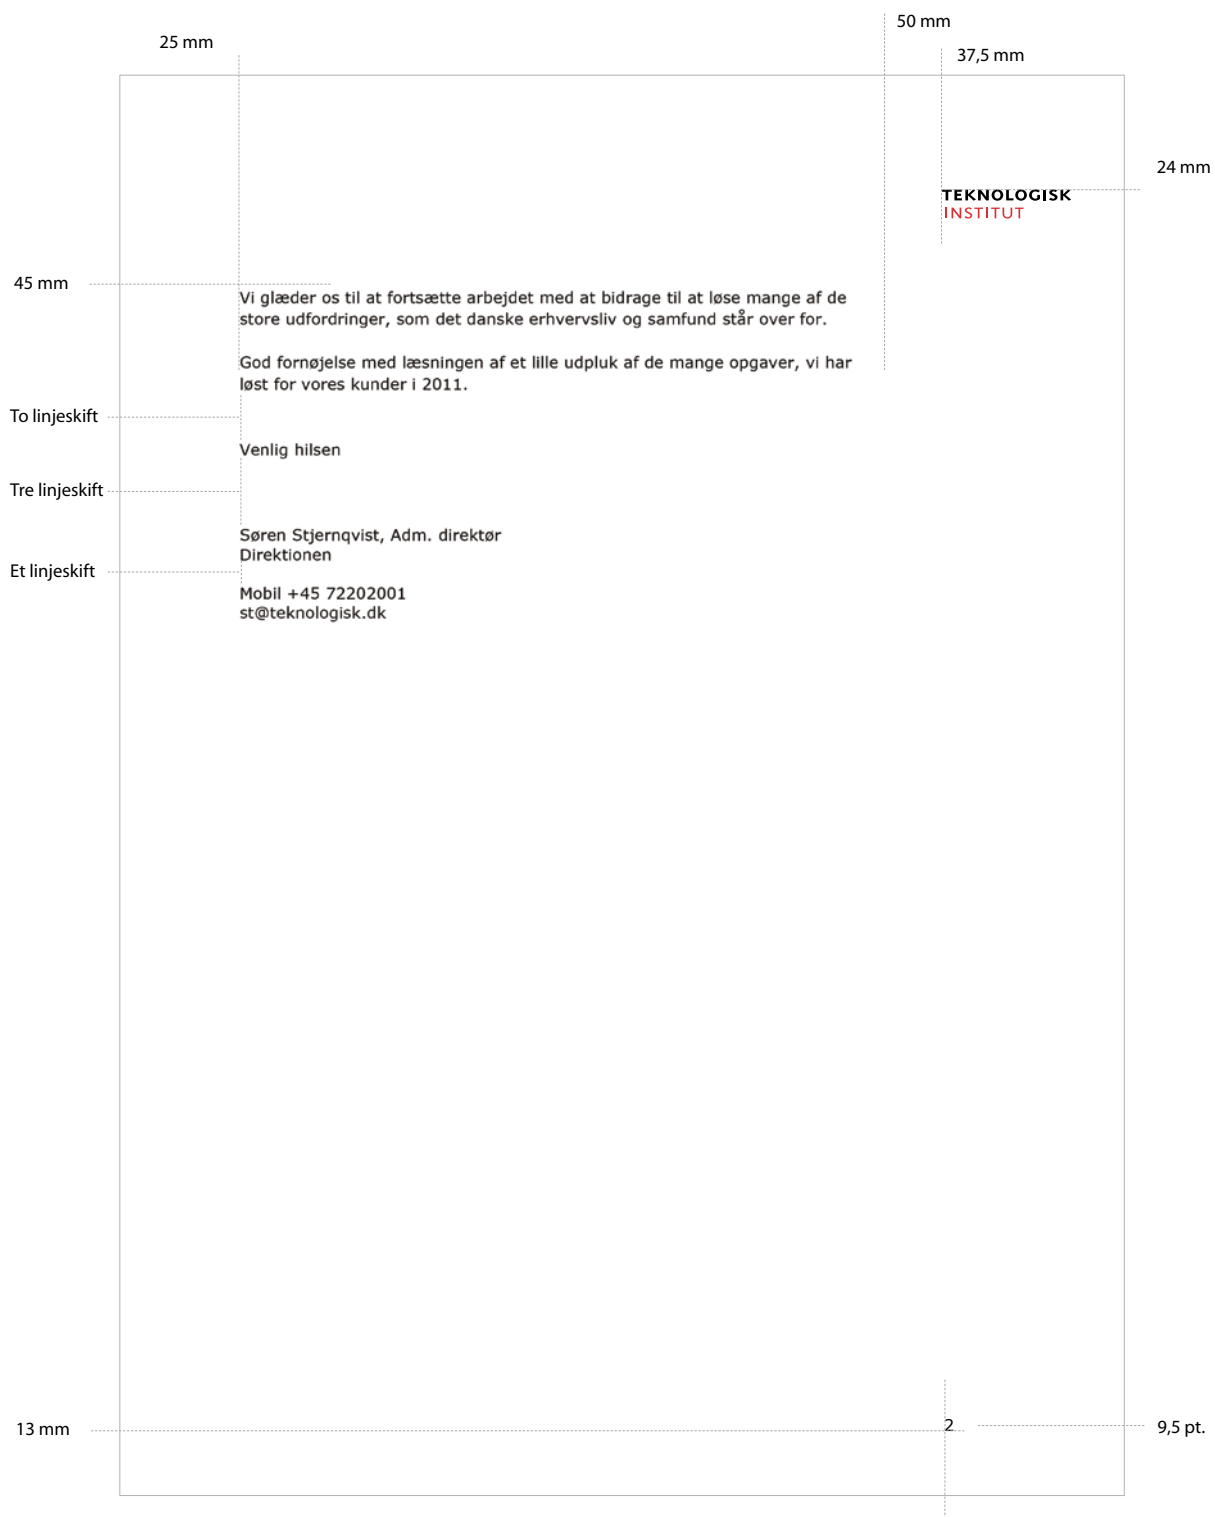 50 mm
25 mm
37,5 mm
24 mm
TEKNOLOGISK
INSTITUT
45 mm
Vi glæder os til at fortsætte arbejdet med at bidrage til at løse mange af de
store udfordringer, som det danske erhvervsliv og samfund står over for.
God fornøjelse med læsningen af et lille udpluk af de mange opgaver, vi har
løst for vores kunder i 2011.
To linjeskift
Venlig hilsen
Tre linjeskift
Søren Stjernqvist, Adm. direktør
Direktionen
Et linjeskift
Mobil +45 72202001
st@teknologisk.dk
13 mm
2
9,5 pt.